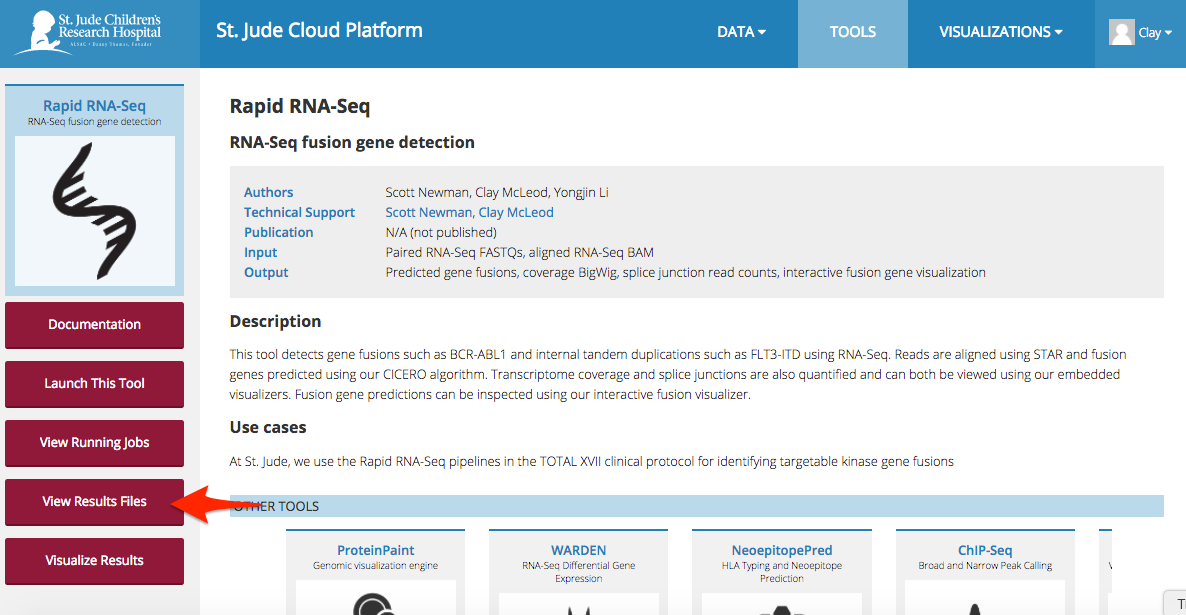 St. Jude Children's
Research Hospital
ALSAC • Danny Thomas, Founder
St. Jude Cloud Platform
DATA
TOOLS
VISUALIZATIONS
Clay
Rapid RNA-Seq
RNA-Seq fusion gene detection
Documentation
Launch This Tool
View Running Jobs
View Results Files
Visualize Results
Rapid RNA-Seq
RNA-Seq fusion gene detection
Authors Scott Newman, Clay McLeod, Yongjin Li
Technical Support Scott Newman, Clay McLeod
Publication N/A (not published)
Input Paired RNA-Seq FASTQs, aligned RNA-Seq BAM
Output Predicted gene fusions, coverage BigWig, splice junction read counts, interactive fusion gene visualization
Description
This tool detects gene fusions such as BCR-ABL1 and internal tandem duplications such as FLT3-ITD using RNA-Seq. Reads are aligned using STAR and fusion
genes predicted using our CICERO algorithm. Transcriptome coverage and splice junctions are also quantified and can both be viewed using our embedded
visualizers. Fusion gene predictions can be inspected using our interactive fusion visualizer.
Use cases
At St. Jude, we use the Rapid RNA-Seq pipelines in the TOTAL XVII clinical protocol for identifying targetable kinase gene fusions
OTHER TOOLS
ProteinPaint
Genomic visualization engine
WARDEN
RNA-Seq Differential Gene
Expression
NeoepitopePred
HLA Typing and Neoepitope
Prediction
ChIP-Seq
Broad and Narrow Peak Calling